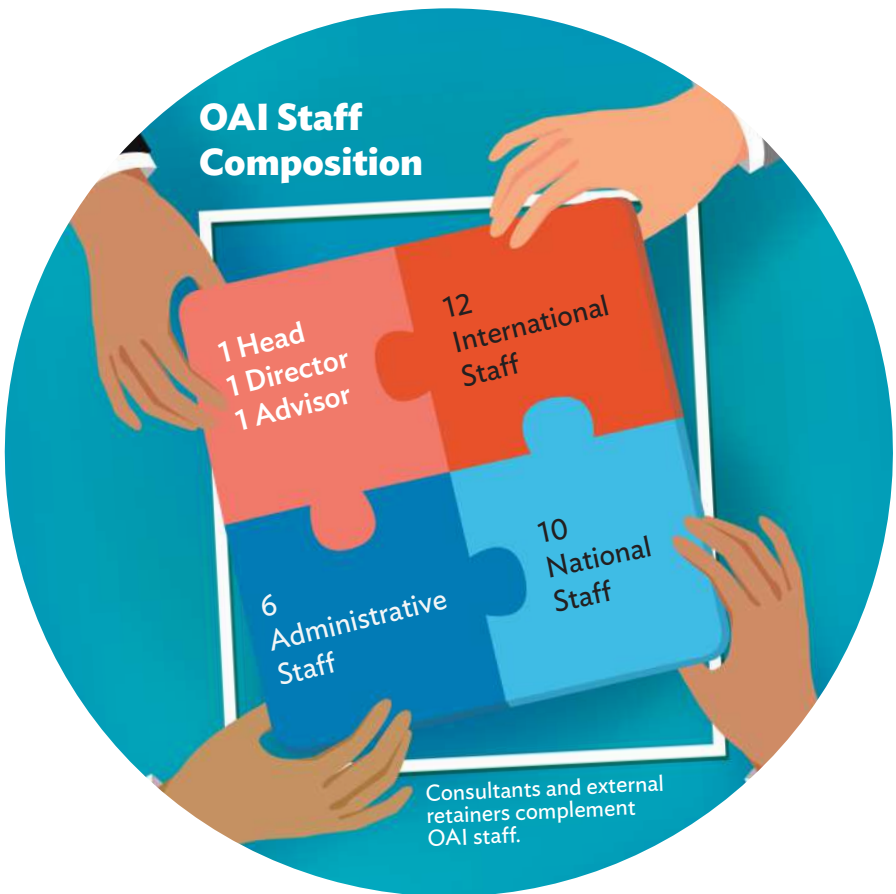 OAI Staff
Composition
1 Head
1 Director
1 Advisor
12
International
Staff
6
Administrative
Staff
10
National
Staff
Consultants and external
retainers complement
OAI staff.